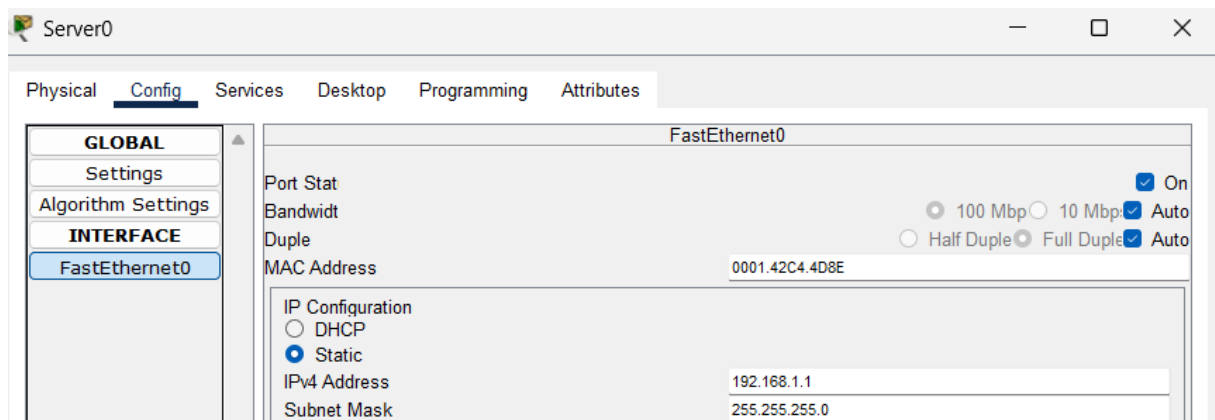 Server0
Physical Config Services Desktop Programming Attributes
GLOBAL
Settings
Algorithm Settings
INTERFACE
FastEthernet0
FastEthernet0
Port Stat On
Bandwidt 100 Mbp 10 Mbp Auto
Duple Half Duple Full Duple Auto
MAC Address 0001.42C4.4D8E
IP Configuration
DHCP
Static
IPv4 Address 192.168.1.1
Subnet Mask 255.255.255.0